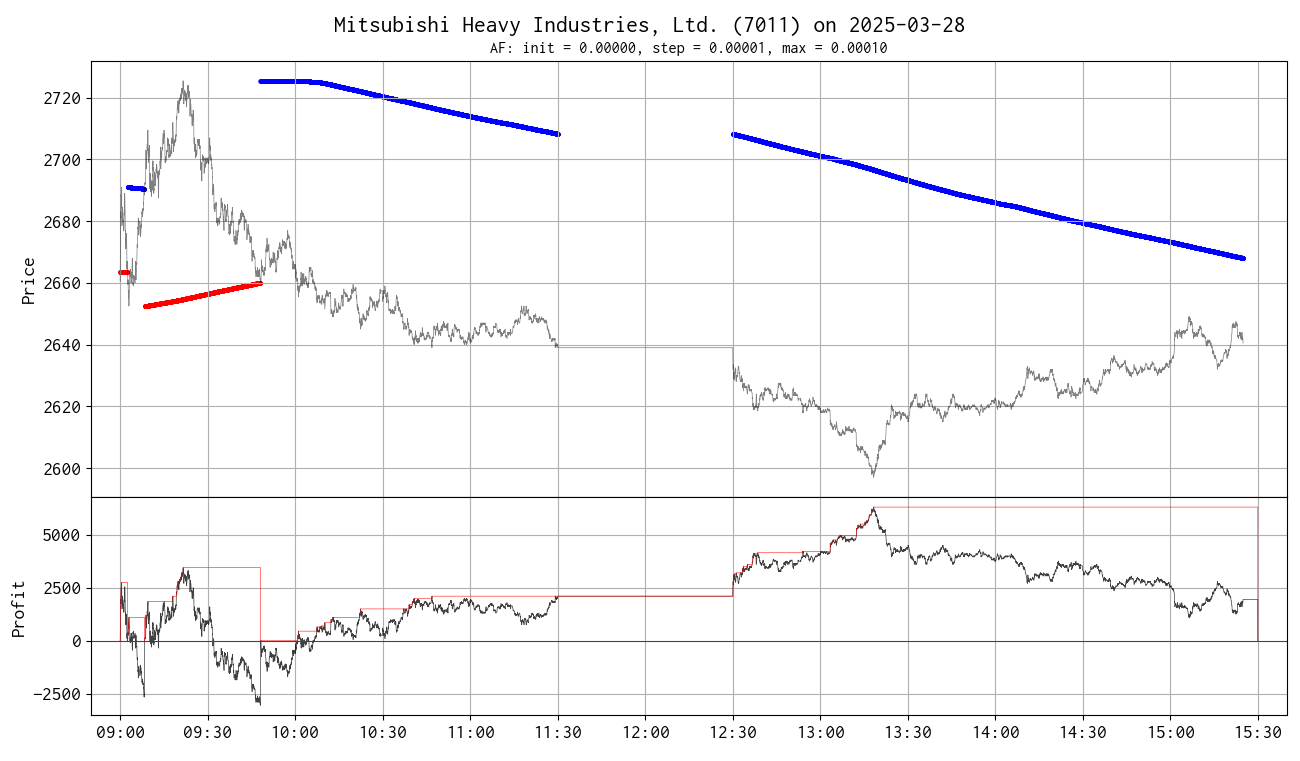 Mitsubishi Heavy Industries, Ltd. (7011) on 2025-03-28
AF: init = 0.00000, step = 0.00001, max = 0.00010
Price
2720
2700
2680
2660
2640
2620
2600
Profit
5000
2500
0
−2500
09:00 09:30 10:00 10:30 11:00 11:30 12:00 12:30 13:00 13:30 14:00 14:30 15:00 15:30